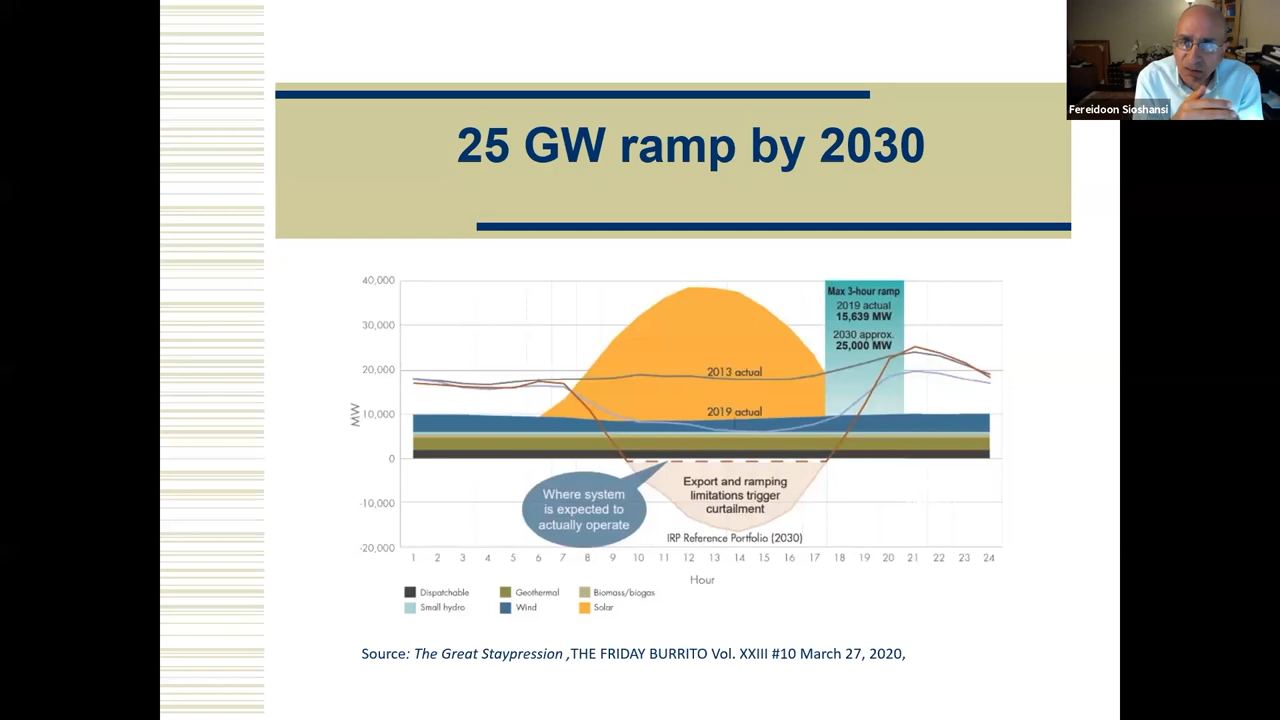 Fereidoon Sioshansi
25 GW ramp by 2030
40,000
30,000
20,000
10,000
0
-10,000
-20,000
MW
Max 3-hour ramp
2019 actual
15,639 MW
2030 approx.
25,000 MW
2013 actual
2019 actual
Where system
is expected to
actually operate
Export and ramping
limitations trigger
curtailment
IRP Reference Portfolio (2030)
1 2 3 4 5 6 7 8 9 10 11 12 13 14 15 16 17 18 19 20 21 22 23 24
Hour
Dispatchable Geothermal Biomass/biogas
Small hydro Wind Solar
Source: The Great Staypression ,THE FRIDAY BURRITO Vol. XXIII #10 March 27, 2020,